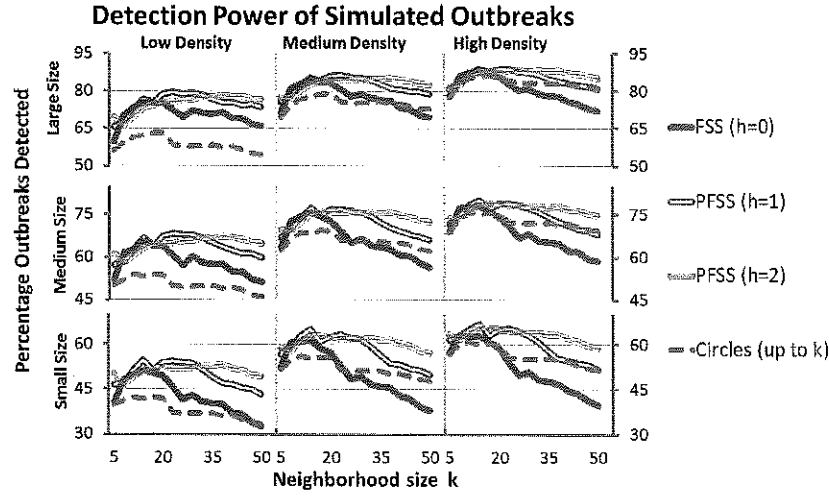 Detection Power of Simulated Outbreaks
Low Density Medium Density High Density
Percentage Outbreaks Detected
Large Size
95 95
80 80
65 65
50 50
Medium Size
75 75
60 60
45 45
Small Size
60 60
45 45
30 30
5 20 35 50 5 20 35 50 5 20 35 50
Neighborhood size k
FSS (h=0)
PFSS (h=1)
PFSS (h=2)
Circles (up to k)